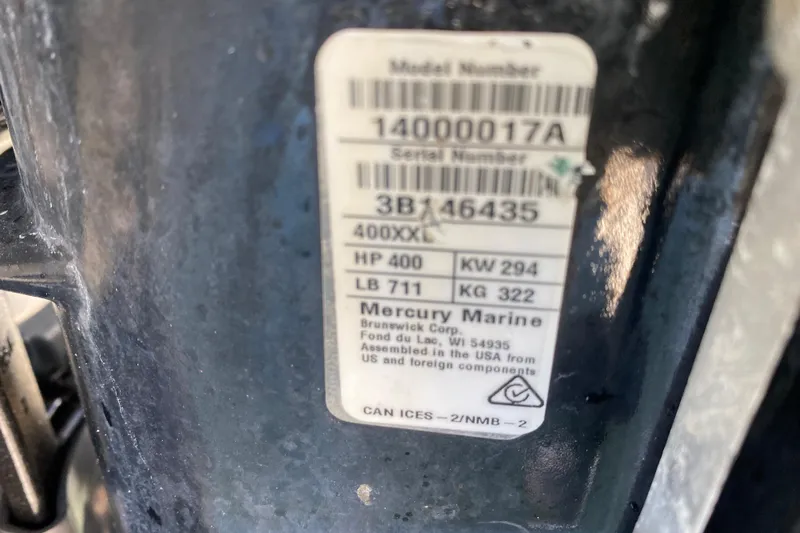 Model Number
14000017A
Serial Number
3B146435
400XXL
HP 400 KW 294
LB 711 KG 322
Mercury Marine
Brunswick Corp.
Fond du Lac, WI 54935
Assembled in the USA from
US and foreign components
CAN ICES-2/NMB-2